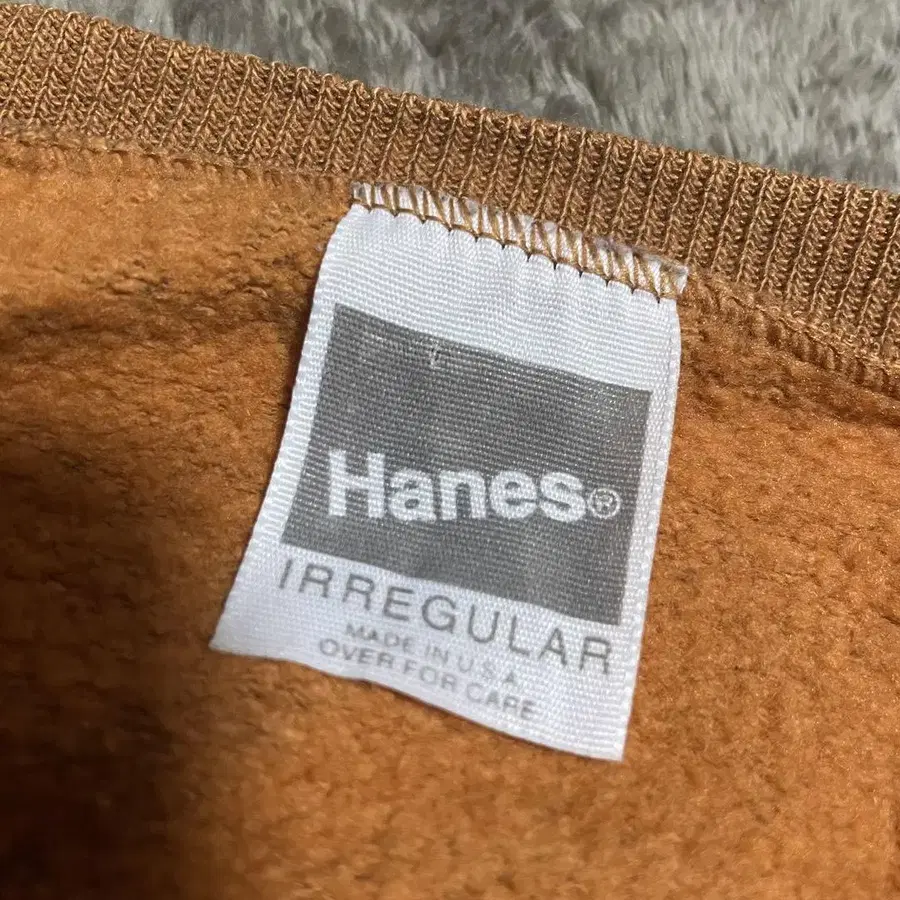 Hanes®
IRREGULAR
MADE IN U.S.A
OVER FOR CARE